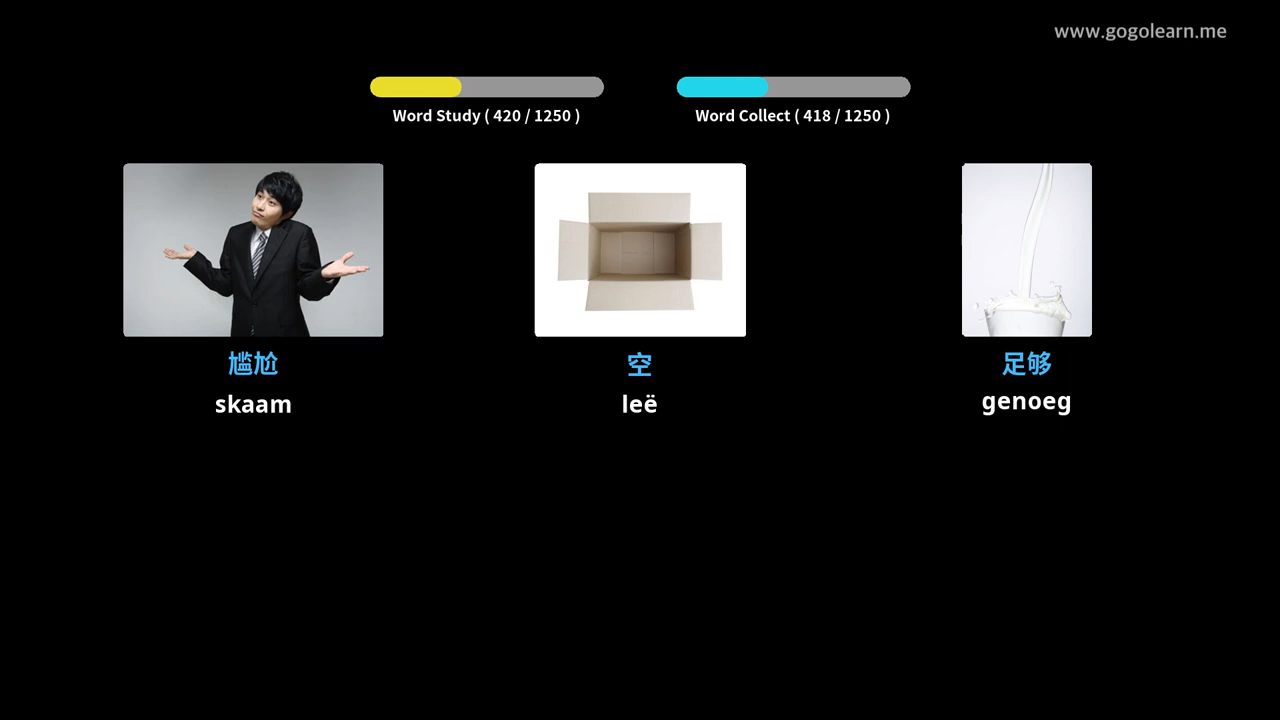 www.gogolearn.me
Word Study ( 420 / 1250 )
Word Collect ( 418 / 1250 )
尴尬
空
足够
skaam
leë
genoeg